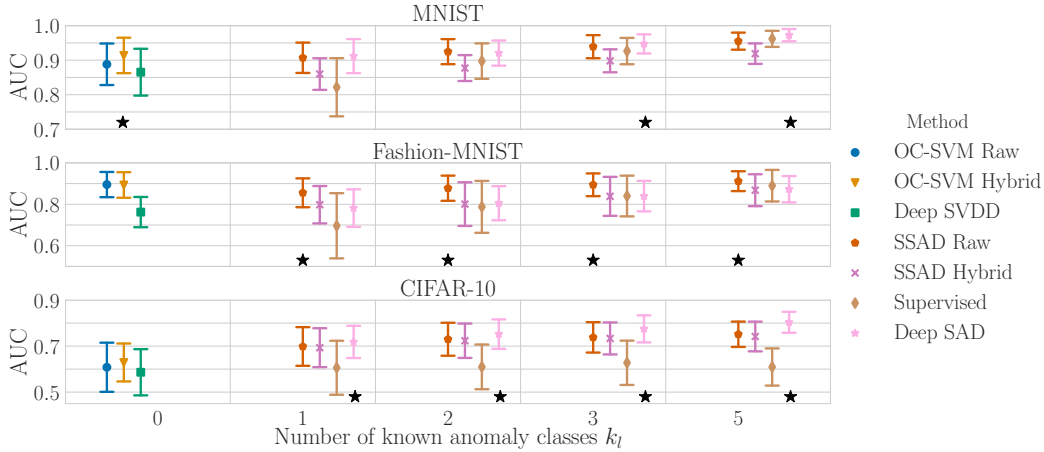 MNIST
1.0
0.9
0.8
0.7
AUC
Fashion-MNIST
1.0
0.8
0.6
AUC
CIFAR-10
0.9
0.7
0.5
AUC
0 1 2 3 5
Number of known anomaly classes kₗ
Method
OC-SVM Raw
OC-SVM Hybrid
Deep SVDD
SSAD Raw
SSAD Hybrid
Supervised
Deep SAD